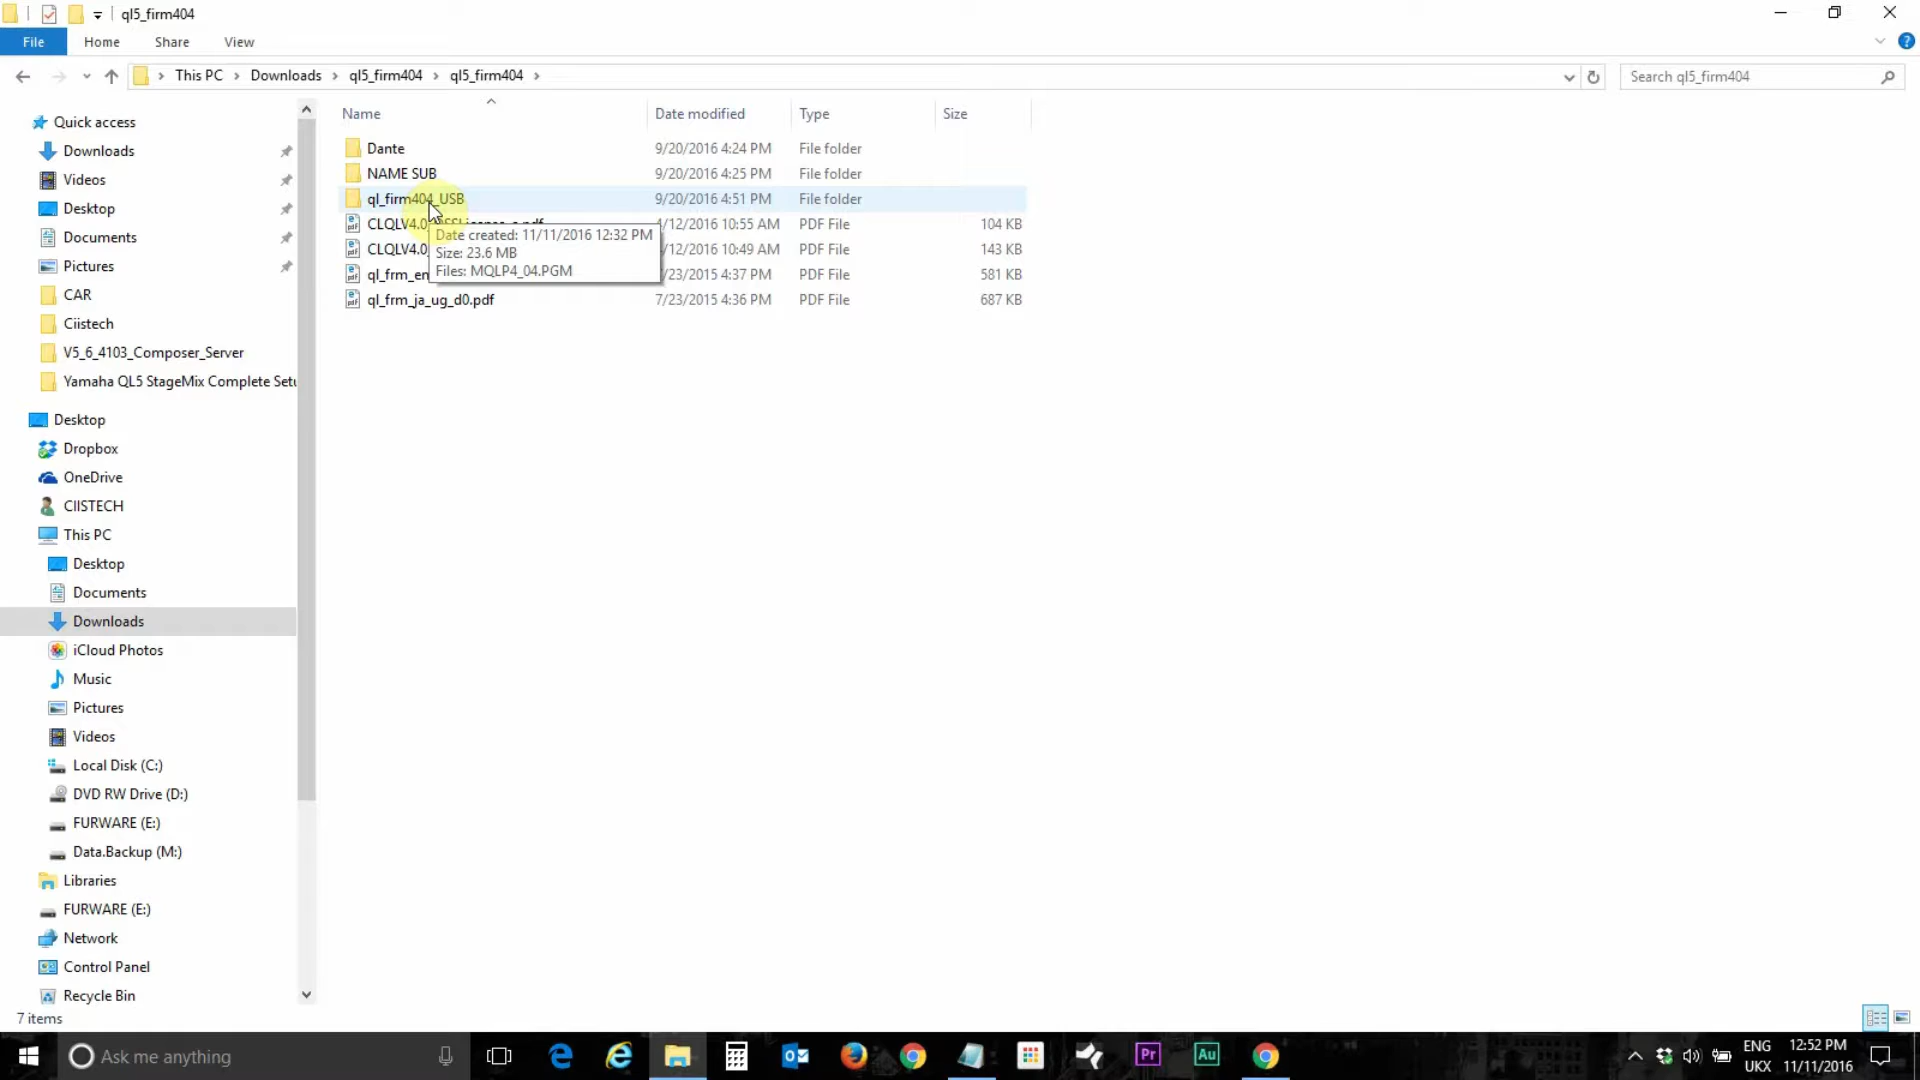 ql5_firm404
File Home Share View
This PC Downloads ql5_firm404 ql5_firm404
Search ql5_firm404
Name Date modified Type Size
Dante 9/20/2016 4:24 PM File folder
NAME SUB 9/20/2016 4:25 PM File folder
ql_firm404_USB 9/20/2016 4:51 PM File folder
CLQLV4.0 /12/2016 10:55 AM PDF File 104 KB
CLQLV4.0 /12/2016 10:49 AM PDF File 143 KB
ql_frm_en /23/2015 4:37 PM PDF File 581 KB
ql_frm_ja_ug_d0.pdf 7/23/2015 4:36 PM PDF File 687 KB
Date created: 11/11/2016 12:32 PM
Size: 23.6 MB
Files: MQLP4_04.PGM
Quick access
Downloads
Videos
Desktop
Documents
Pictures
CAR
Ciistech
V5_6_4103_Composer_Server
Yamaha QL5 StageMix Complete Setu
Desktop
Dropbox
OneDrive
CIISTECH
This PC
Desktop
Documents
Downloads
iCloud Photos
Music
Pictures
Videos
Local Disk (C:)
DVD RW Drive (D:)
FURWARE (E:)
Data.Backup (M:)
Libraries
FURWARE (E:)
Network
Control Panel
Recycle Bin
7 items
Ask me anything
Pr
Au
ENG
UKX
12:52 PM
11/11/2016